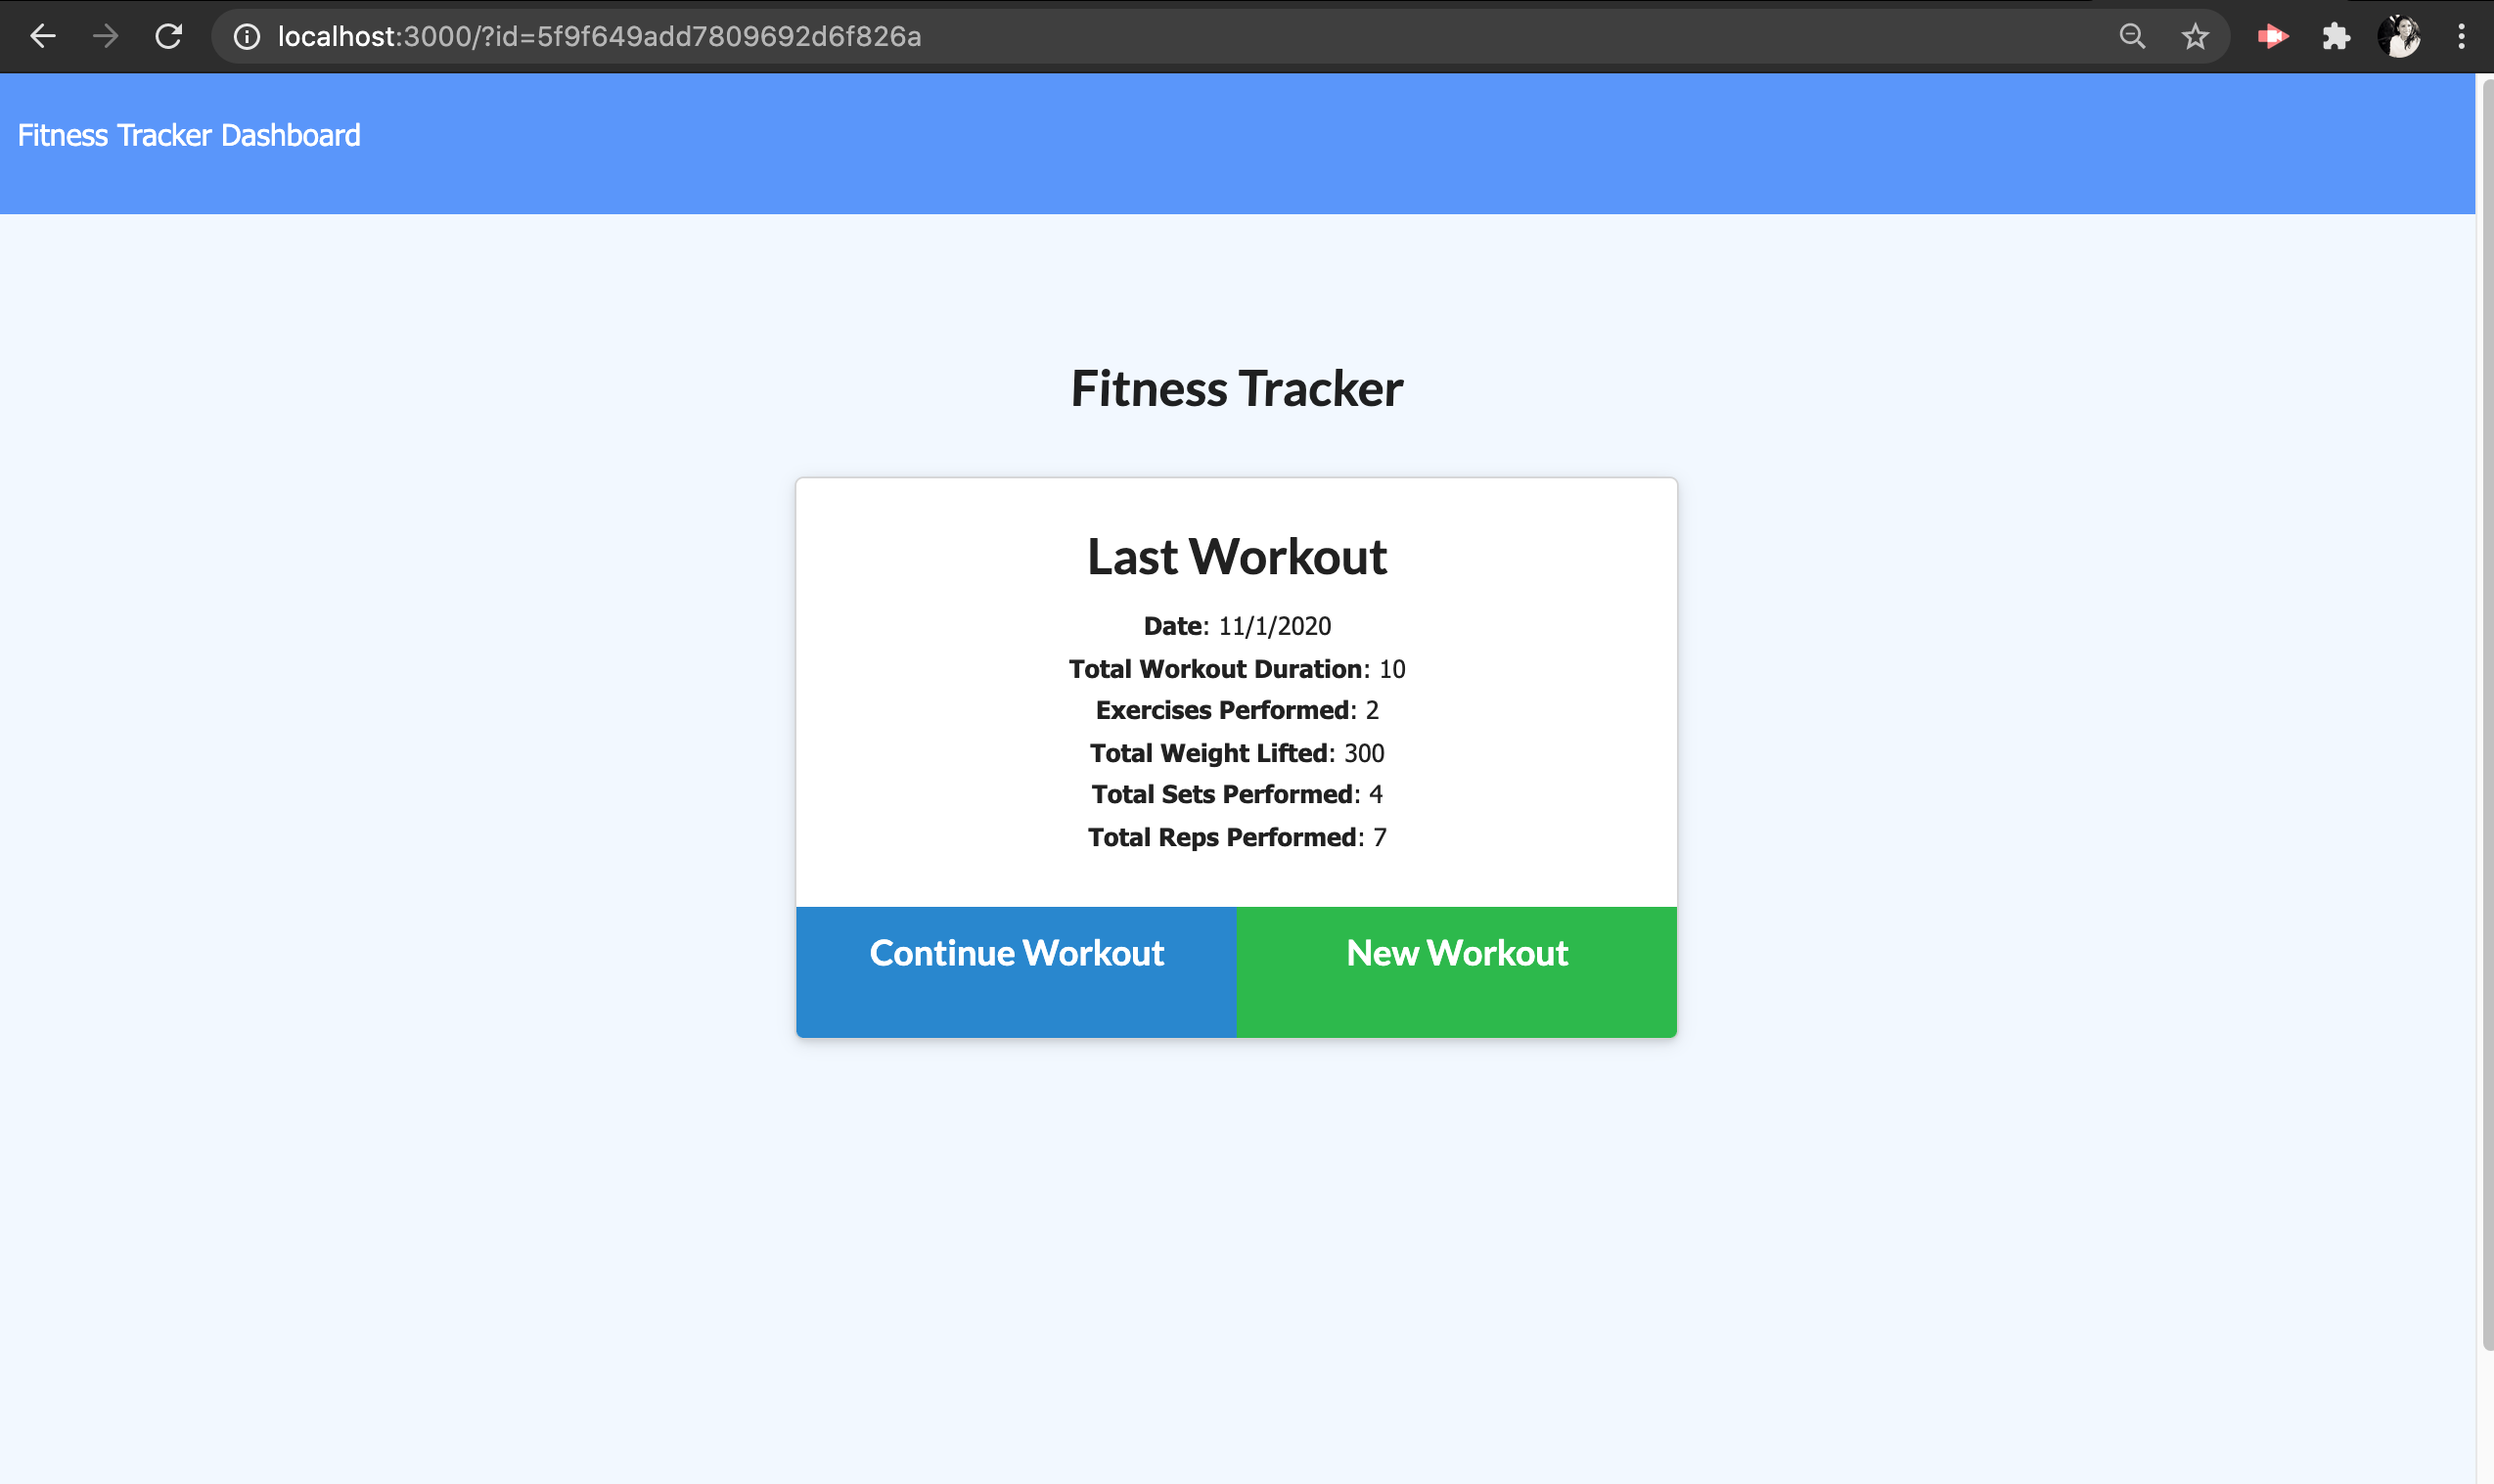 localhost:3000/?id=5f9f649add7809692d6f826a
Fitness Tracker Dashboard
Fitness Tracker
Last Workout
Date: 11/1/2020
Total Workout Duration: 10
Exercises Performed: 2
Total Weight Lifted: 300
Total Sets Performed: 4
Total Reps Performed: 7
Continue Workout New Workout